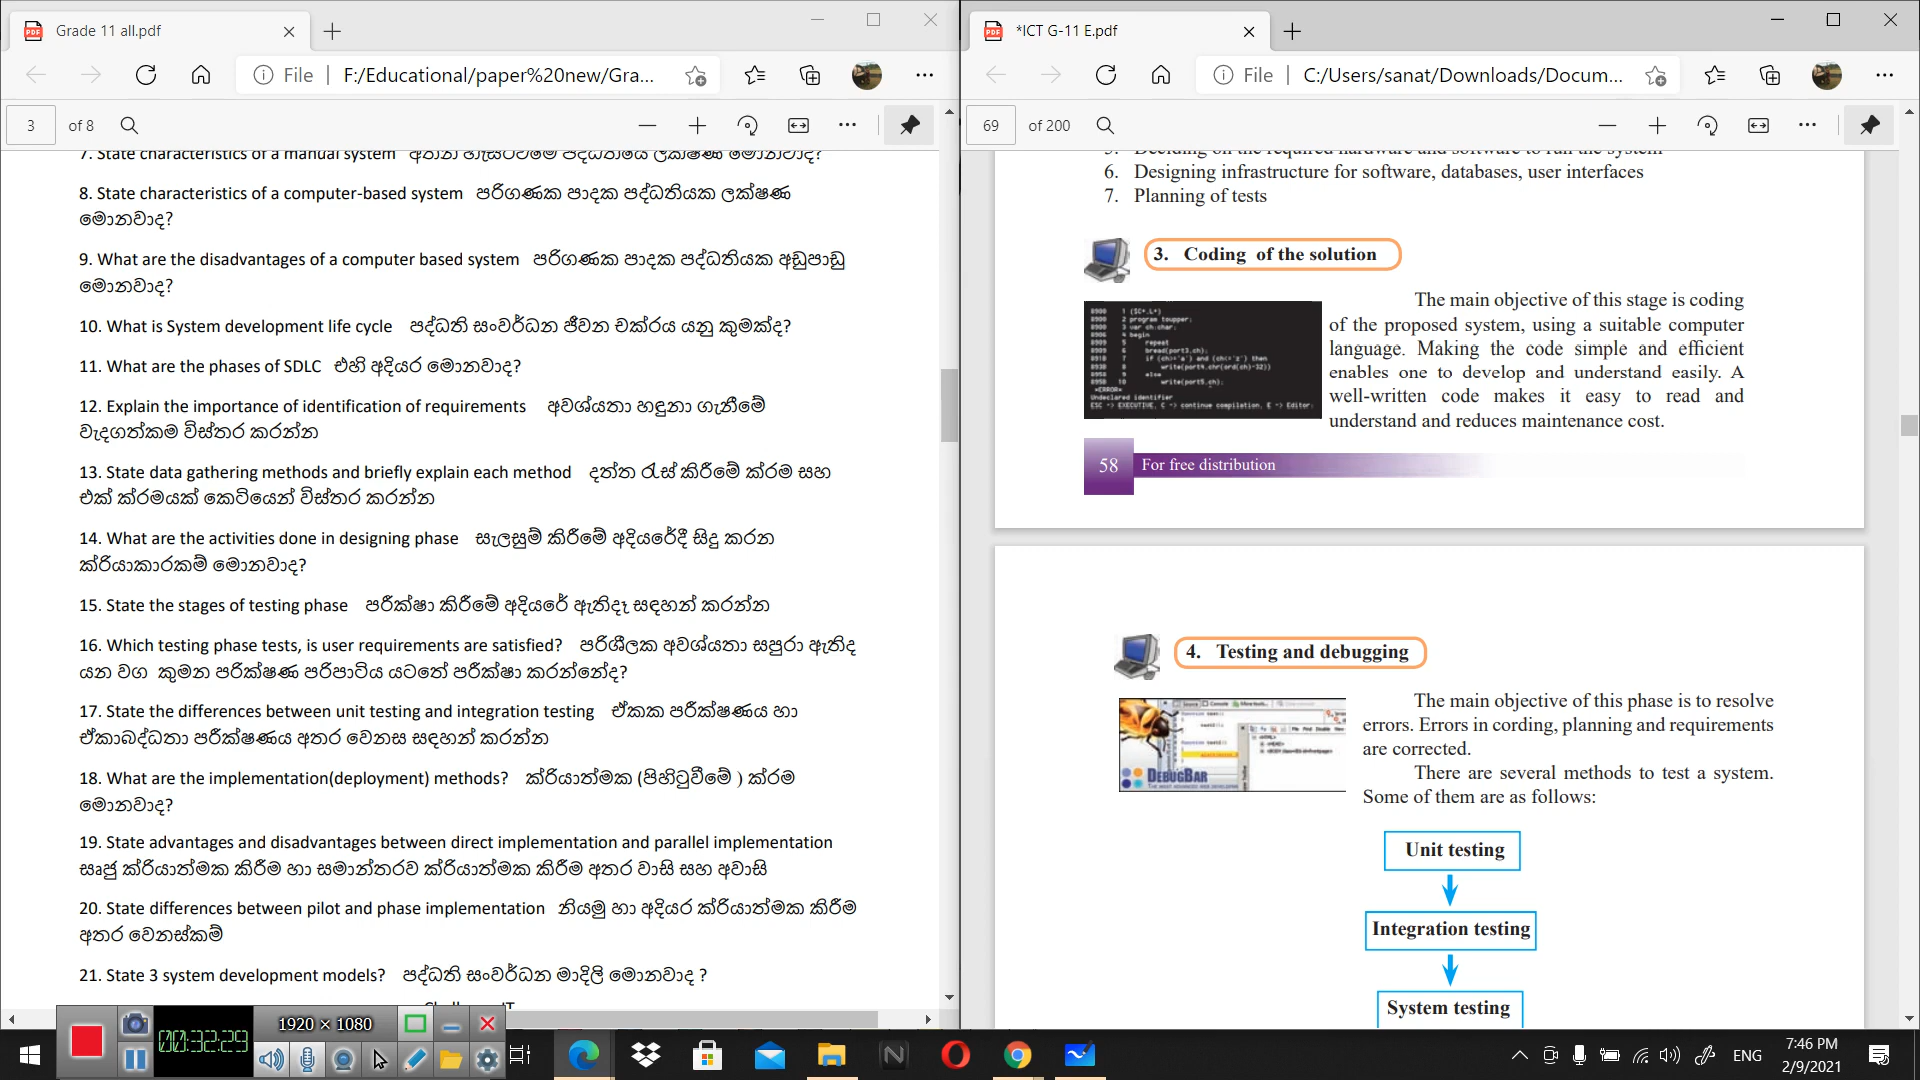 Grade 11 all.pdf
File
F:/Educational/paper%20new/Gra...
3
of 8
7. State characteristics of a manual system
8. State characteristics of a computer-based system පරිගණක පාදක පද්ධතියක ලක්ෂණ
මොනවාද?
9. What are the disadvantages of a computer based system පරිගණක පාදක පද්ධතියක අඩුපාඩු
මොනවාද?
10. What is System development life cycle පද්ධති සංවර්ධන ජීවන චක්රය යනු කුමක්ද?
11. What are the phases of SDLC එහි අදියර මොනවාද?
12. Explain the importance of identification of requirements අවශ්යතා හඳුනා ගැනීමේ
වැදගත්කම විස්තර කරන්න
13. State data gathering methods and briefly explain each method දත්ත රැස් කිරීමේ ක්රම සහ
එක් ක්රමයක් කෙටියෙන් විස්තර කරන්න
14. What are the activities done in designing phase සැලසුම් කිරීමේ අදියරේදී සිදු කරන
ක්රියාකාරකම් මොනවාද?
15. State the stages of testing phase පරීක්ෂා කිරීමේ අදියරේ ඇතිදෑ සඳහන් කරන්න
16. Which testing phase tests, is user requirements are satisfied? පරිශීලක අවශ්යතා සපුරා ඇතිද
යන වග කුමන පරික්ෂණ පරිපාටිය යටතේ පරීක්ෂා කරන්නේද?
17. State the differences between unit testing and integration testing ඒකක පරීක්ෂණය හා
ඒකාබද්ධතා පරීක්ෂණය අතර වෙනස සඳහන් කරන්න
18. What are the implementation(deployment) methods? ක්රියාත්මක (පිහිටුවීමේ ) ක්රම
මොනවාද?
19. State advantages and disadvantages between direct implementation and parallel implementation
සෘජු ක්රියාත්මක කිරීම හා සමාන්තරව ක්රියාත්මක කිරීම අතර වාසි සහ අවාසි
20. State differences between pilot and phase implementation නියමු හා අදියර ක්රියාත්මක කිරීම
අතර වෙනස්කම්
21. State 3 system development models? පද්ධති සංවර්ධන මාදිලි මොනවාද ?
*ICT G-11 E.pdf
File
C:/Users/sanat/Downloads/Docum...
69
of 200
5. Deciding on the required hardware and software to run the system
6. Designing infrastructure for software, databases, user interfaces
7. Planning of tests
3. Coding of the solution
The main objective of this stage is coding
of the proposed system, using a suitable computer
language. Making the code simple and efficient
enables one to develop and understand easily. A
well-written code makes it easy to read and
understand and reduces maintenance cost.
58
For free distribution
4. Testing and debugging
DEBUGBAR
The main objective of this phase is to resolve
errors. Errors in cording, planning and requirements
are corrected.
There are several methods to test a system.
Some of them are as follows:
Unit testing
Integration testing
System testing
1920 × 1080
00:32:29
ENG
7:46 PM
2/9/2021